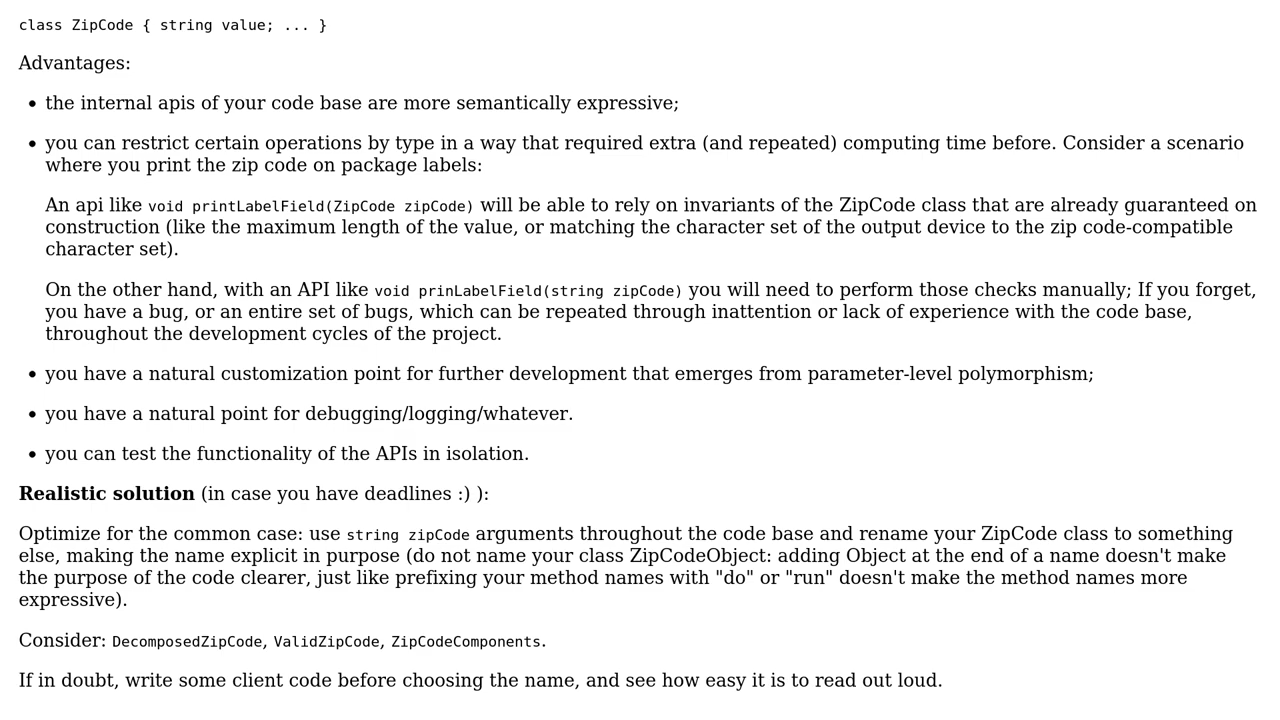 class ZipCode { string value; ... }
Advantages:
• the internal apis of your code base are more semantically expressive;
• you can restrict certain operations by type in a way that required extra (and repeated) computing time before. Consider a scenario
where you print the zip code on package labels:
An api like void printLabelField(ZipCode zipCode) will be able to rely on invariants of the ZipCode class that are already guaranteed on
construction (like the maximum length of the value, or matching the character set of the output device to the zip code-compatible
character set).
On the other hand, with an API like void prinLabelField(string zipCode) you will need to perform those checks manually; If you forget,
you have a bug, or an entire set of bugs, which can be repeated through inattention or lack of experience with the code base,
throughout the development cycles of the project.
• you have a natural customization point for further development that emerges from parameter-level polymorphism;
• you have a natural point for debugging/logging/whatever.
• you can test the functionality of the APIs in isolation.
Realistic solution (in case you have deadlines :) ):
Optimize for the common case: use string zipCode arguments throughout the code base and rename your ZipCode class to something
else, making the name explicit in purpose (do not name your class ZipCodeObject: adding Object at the end of a name doesn't make
the purpose of the code clearer, just like prefixing your method names with "do" or "run" doesn't make the method names more
expressive).
Consider: DecomposedZipCode, ValidZipCode, ZipCodeComponents.
If in doubt, write some client code before choosing the name, and see how easy it is to read out loud.